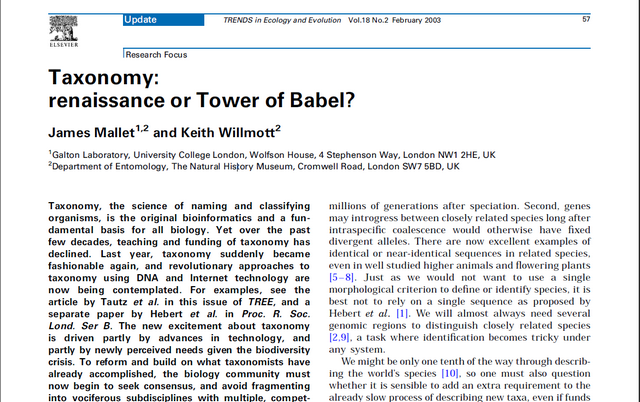 Update
TRENDS in Ecology and Evolution Vol.18 No.2 February 2003
57
ELSEVIER
Research Focus
Taxonomy:
renaissance or Tower of Babel?
James Mallet1,2 and Keith Willmott2
1Galton Laboratory, University College London, Wolfson House, 4 Stephenson Way, London NW1 2HE, UK
2Department of Entomology, The Natural History Museum, Cromwell Road, London SW7 5BD, UK
Taxonomy, the science of naming and classifying
organisms, is the original bioinformatics and a fun-
damental basis for all biology. Yet over the past
few decades, teaching and funding of taxonomy has
declined. Last year, taxonomy suddenly became
fashionable again, and revolutionary approaches to
taxonomy using DNA and Internet technology are
now being contemplated. For examples, see the
article by Tautz et al. in this issue of TREE, and a
separate paper by Hebert et al. in Proc. R. Soc.
Lond. Ser B. The new excitement about taxonomy
is driven partly by advances in technology, and
partly by newly perceived needs given the biodiversity
crisis. To reform and build on what taxonomists have
already accomplished, the biology community must
now begin to seek consensus, and avoid fragmenting
into vociferous subdisciplines with multiple, compet-
millions of generations after speciation. Second, genes
may introgress between closely related species long after
intraspecific coalescence would otherwise have fixed
divergent alleles. There are now excellent examples of
identical or near-identical sequences in related species,
even in well studied higher animals and flowering plants
[5–8]. Just as we would not want to use a single
morphological criterion to define or identify species, it is
best not to rely on a single sequence as proposed by
Hebert et al. [1]. We will almost always need several
genomic regions to distinguish closely related species
[2,9], a task where identification becomes tricky under
any system.
We might be only one tenth of the way through describ-
ing the world's species [10], so one must also question
whether it is sensible to add an extra requirement to the
already slow process of describing new taxa, even if funds